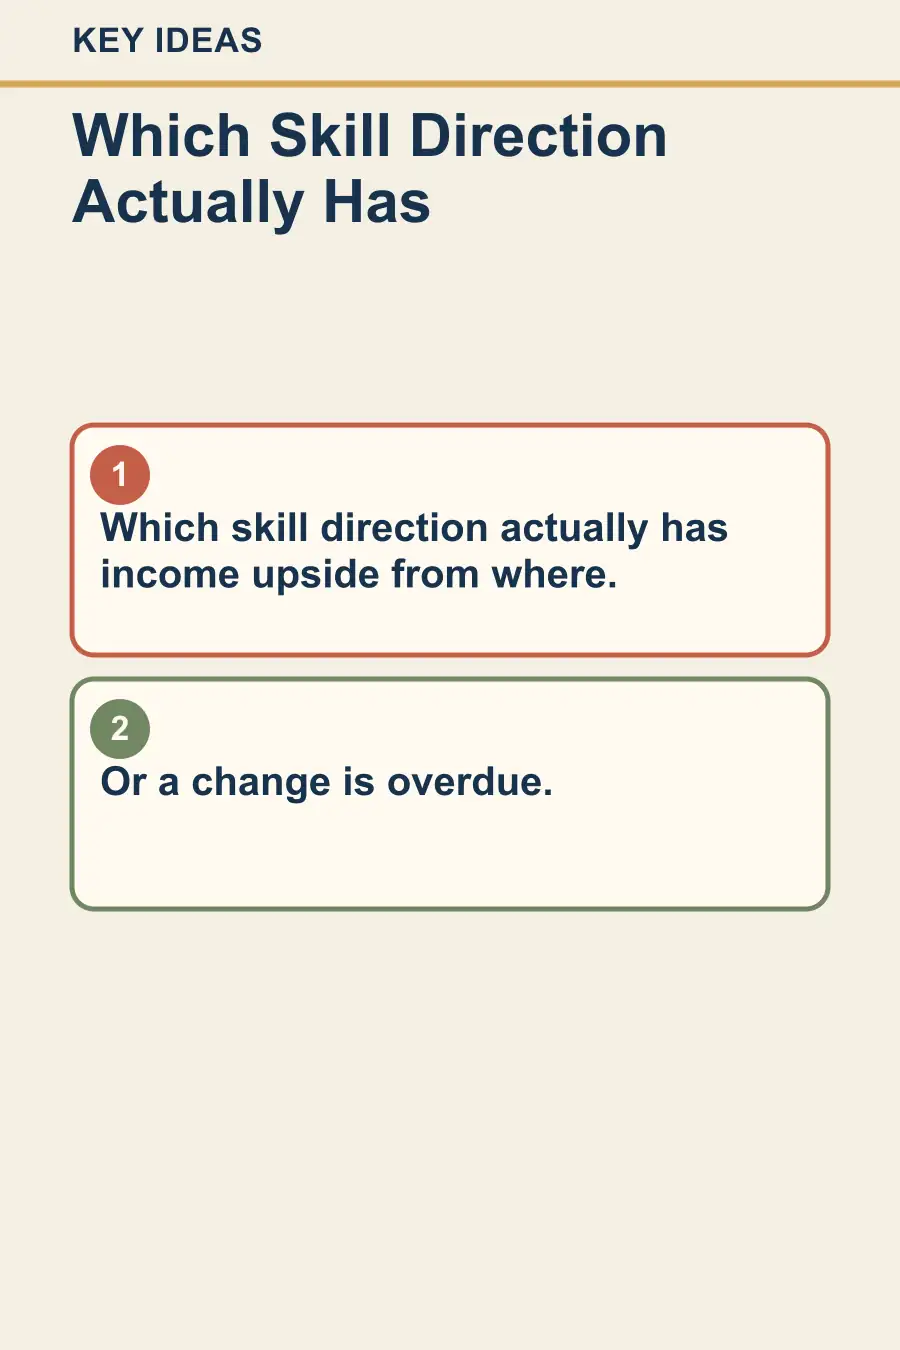 KEY IDEAS
Which Skill Direction
Actually Has
1
Which skill direction actually has
income upside from where.
2
Or a change is overdue.